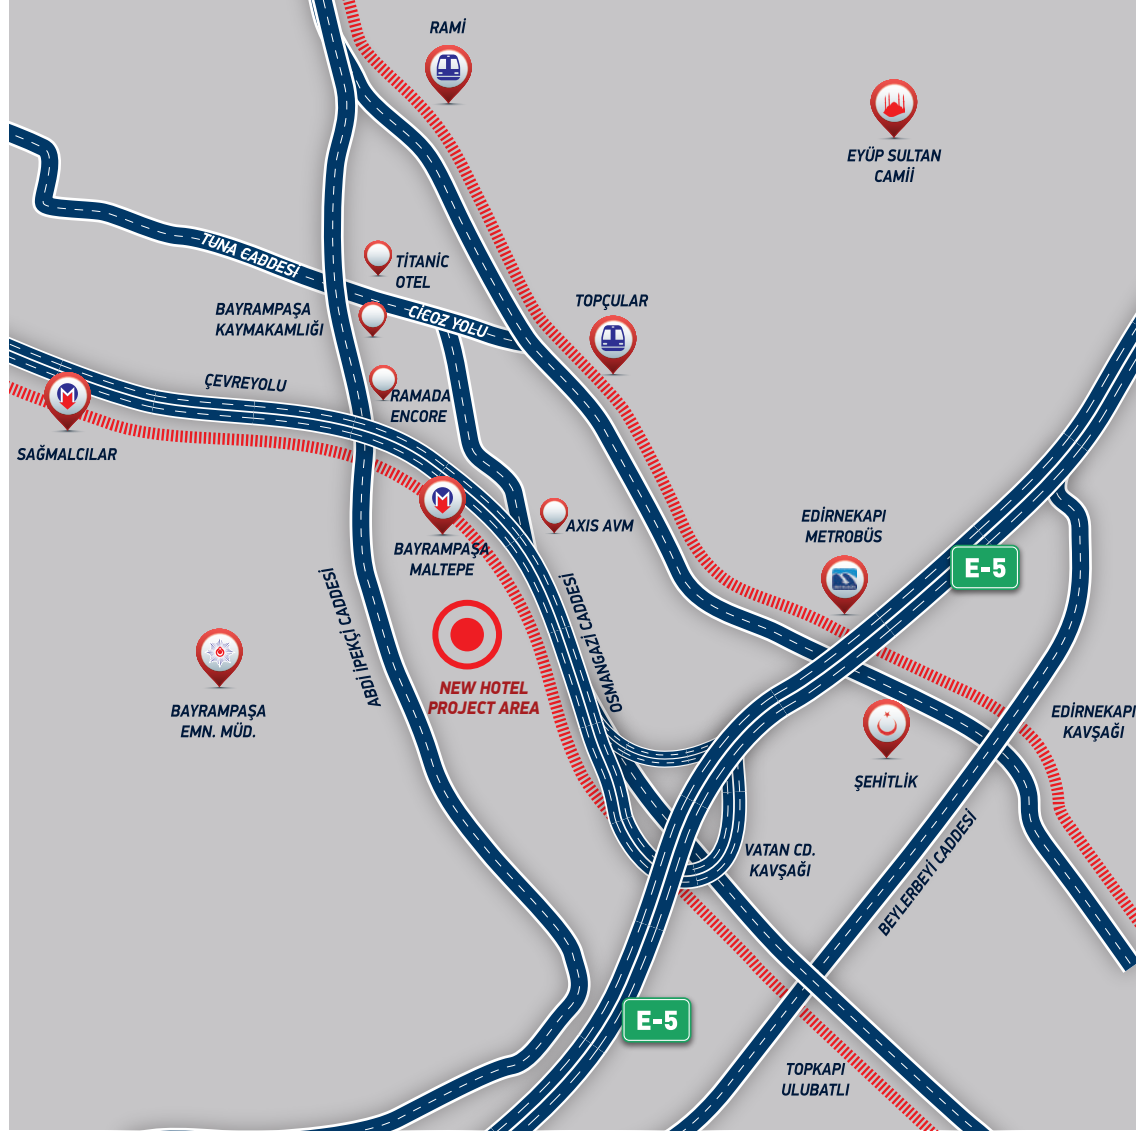 RAMİ
EYÜP SULTAN
CAMİİ
TUNA CADDESİ
TİTANİC
OTEL
BAYRAMPAŞA
KAYMAKAMLIĞI
CİCOZ YOLU
TOPÇULAR
ÇEVREYOLU
RAMADA
ENCORE
M
SAĞMALCILAR
M
BAYRAMPAŞA
MALTEPE
AXIS AVM
EDİRNEKAPI
METROBÜS
E-5
ABDİ İPEKÇİ CADDESİ
OSMANGAZİ CADDESİ
NEW HOTEL
PROJECT AREA
BAYRAMPAŞA
EMN. MÜD.
EDİRNEKAPI
KAVŞAĞI
ŞEHİTLİK
VATAN CD.
KAVŞAĞI
BEYLERBEYİ CADDESİ
E-5
TOPKAPI
ULUBATLI